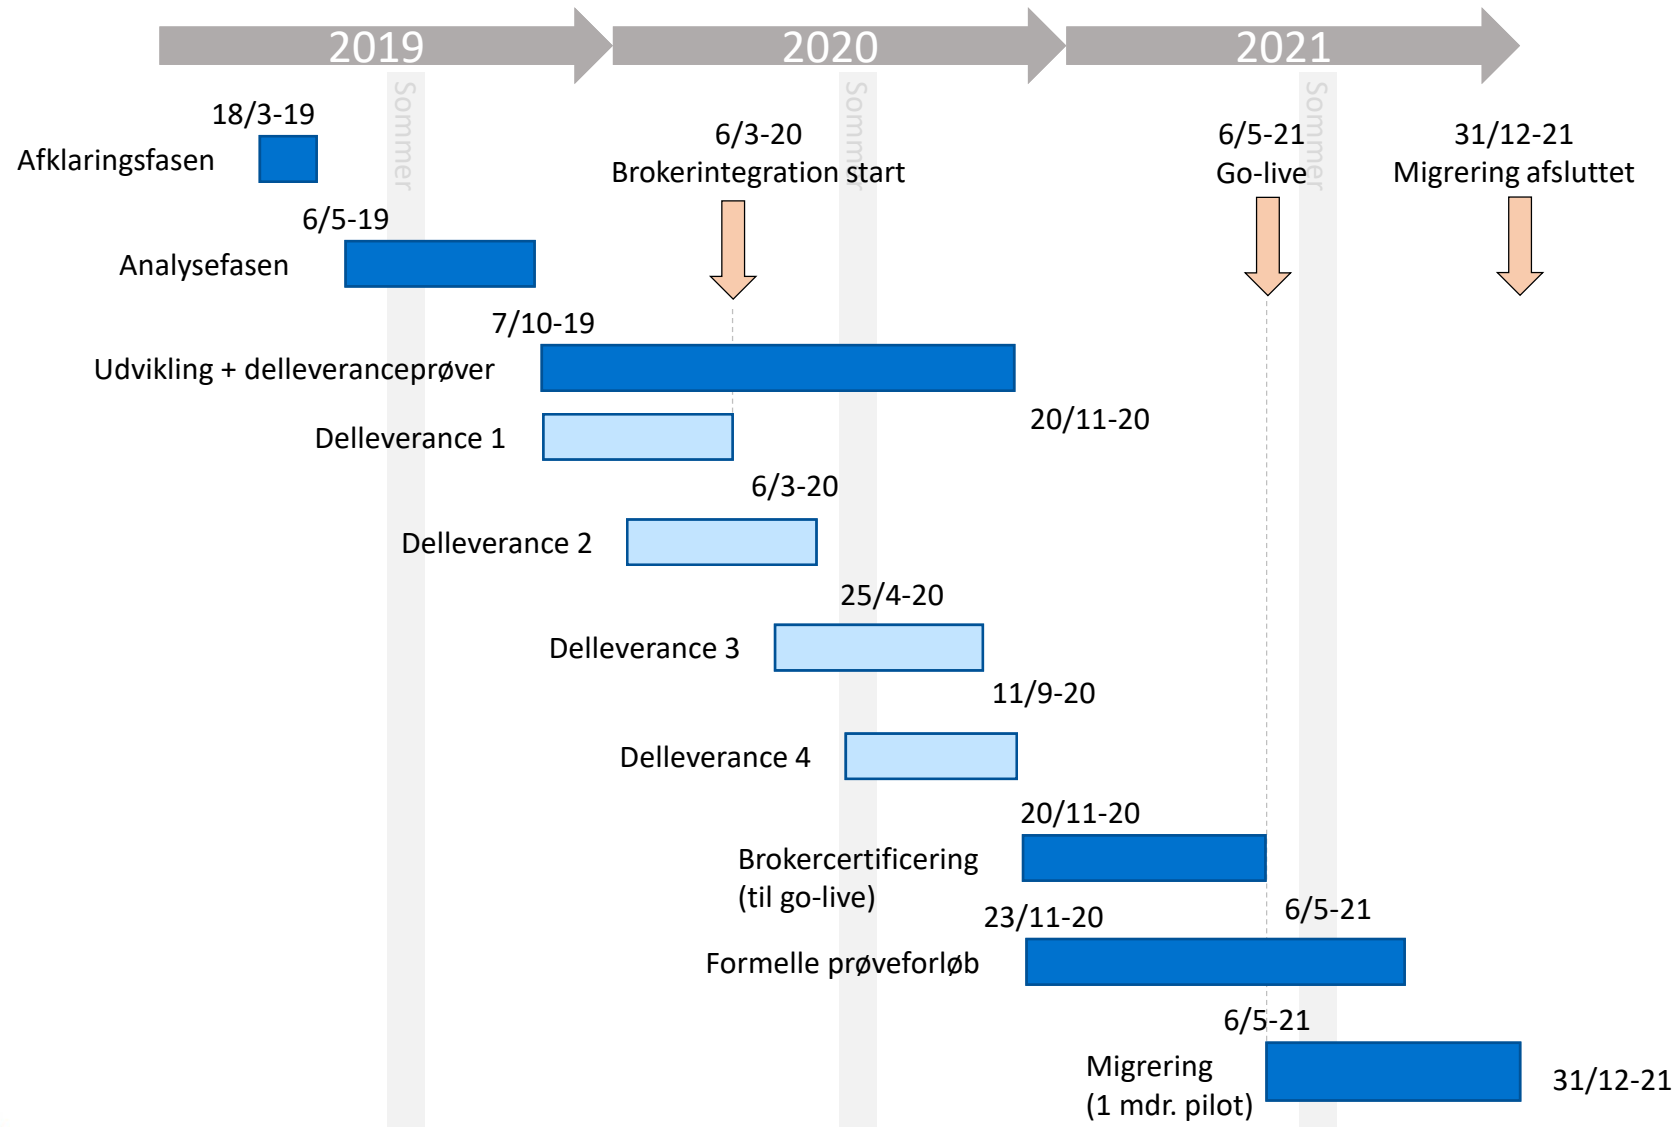 2019
2020
2021
Sommer
Sommer
Sommer
18/3-19
Afklaringsfasen
6/3-20
Brokerintegration start
6/5-21
Go-live
31/12-21
Migrering afsluttet
6/5-19
Analysefasen
7/10-19
Udvikling + delleveranceprøver
20/11-20
Delleverance 1
6/3-20
Delleverance 2
25/4-20
Delleverance 3
11/9-20
Delleverance 4
20/11-20
Brokercertificering
(til go-live)
6/5-21
23/11-20
Formelle prøveforløb
6/5-21
Migrering
(1 mdr. pilot)
31/12-21